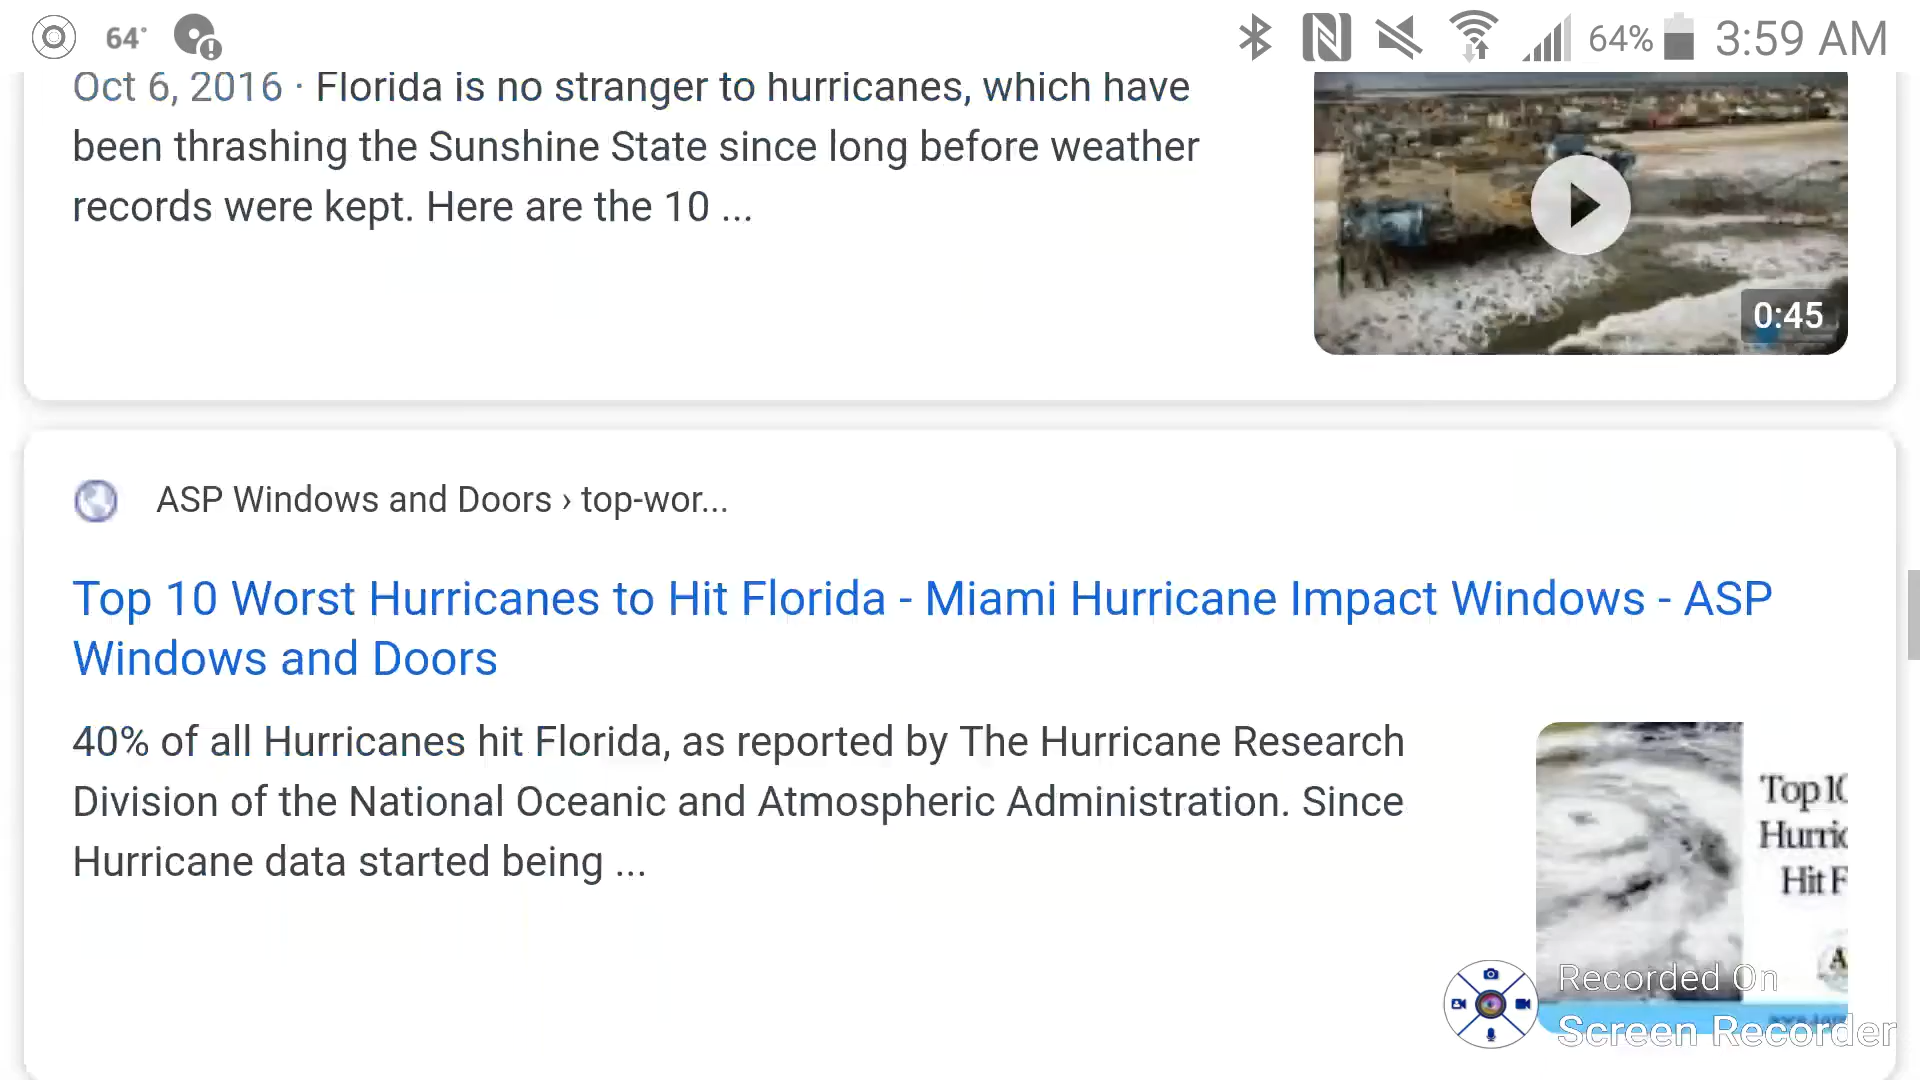 64°
64% 3:59 AM
Oct 6, 2016 · Florida is no stranger to hurricanes, which have
been thrashing the Sunshine State since long before weather
records were kept. Here are the 10 ...
0:45
ASP Windows and Doors › top-wor...
Top 10 Worst Hurricanes to Hit Florida - Miami Hurricane Impact Windows - ASP
Windows and Doors
40% of all Hurricanes hit Florida, as reported by The Hurricane Research
Division of the National Oceanic and Atmospheric Administration. Since
Hurricane data started being ...
Top 10
Hurric
Hit F
A
Recorded On
Screen Recorder